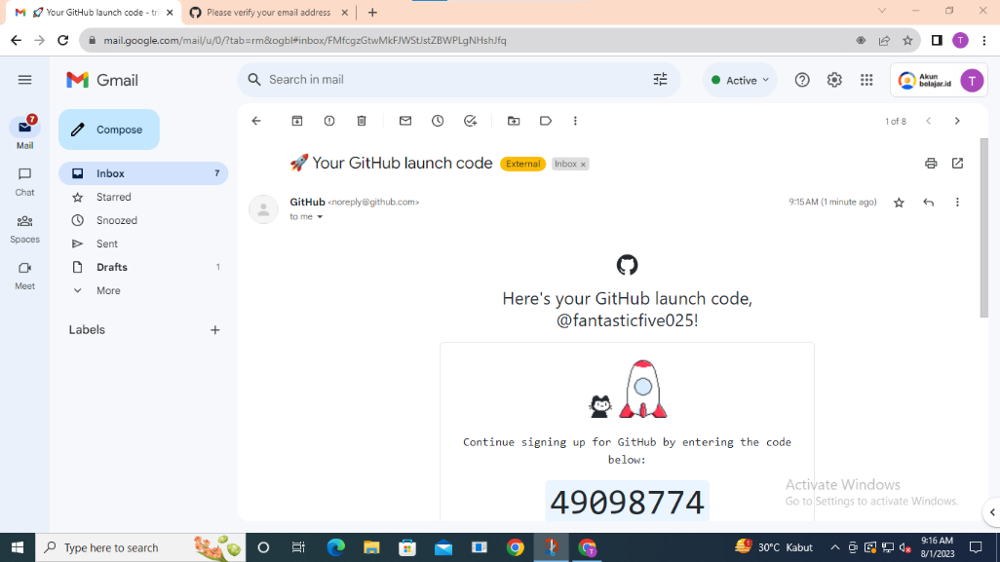 Your GitHub launch code - tri
Please verify your email address
mail.google.com/mail/u/0/?tab=rm&ogbl#inbox/FMfcgzGtwMkFJWStJstZBWPLgNHshJfq
T
Gmail
Search in mail
Active
Akun
belajar.id
T
7
Mail
Chat
Spaces
Meet
Compose
Inbox 7
Starred
Snoozed
Sent
Drafts 1
More
Labels
1 of 8
🚀 Your GitHub launch code External Inbox x
GitHub <noreply@github.com> 9:15 AM (1 minute ago)
to me
Here's your GitHub launch code,
@fantasticfive025!
Continue signing up for GitHub by entering the code
below:
49098774
Activate Windows
Go to Settings to activate Windows.
Type here to search
30°C Kabut
9:16 AM
8/1/2023